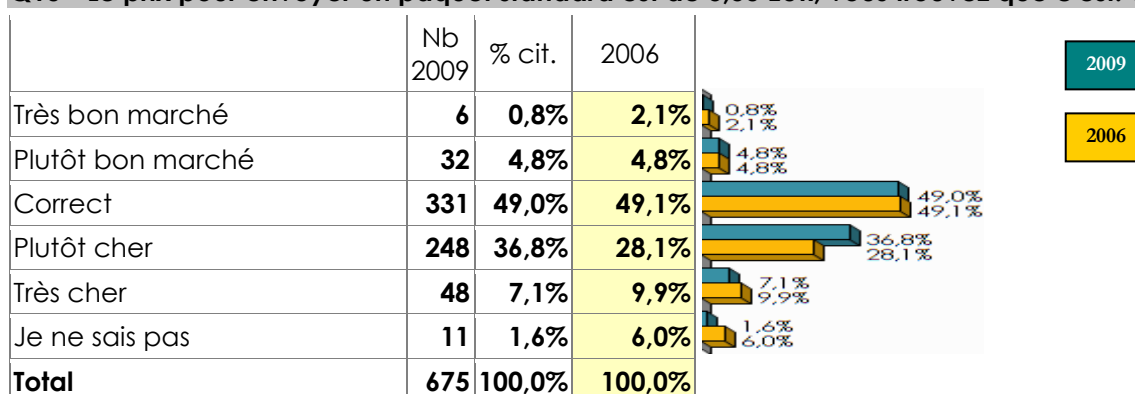 Nb 2009 % cit. 2006
Très bon marché 6 0,8% 2,1%
Plutôt bon marché 32 4,8% 4,8%
Correct 331 49,0% 49,1%
Plutôt cher 248 36,8% 28,1%
Très cher 48 7,1% 9,9%
Je ne sais pas 11 1,6% 6,0%
Total 675 100,0% 100,0%
0,8%
2,1%
4,8%
4,8%
49,0%
49,1%
36,8%
28,1%
7,1%
9,9%
1,6%
6,0%
2009
2006